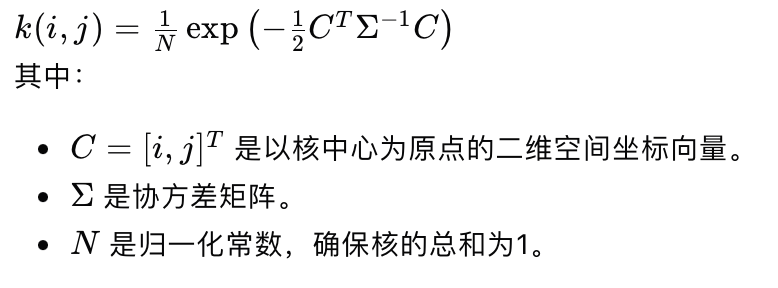 k(i, j) = \frac{1}{N} \exp\left(-\frac{1}{2} C^T \Sigma^{-1} C\right)
其中：
• C = [i, j]^T 是以核中心为原点的二维空间坐标向量。
• Σ 是协方差矩阵。
• N 是归一化常数，确保核的总和为1。